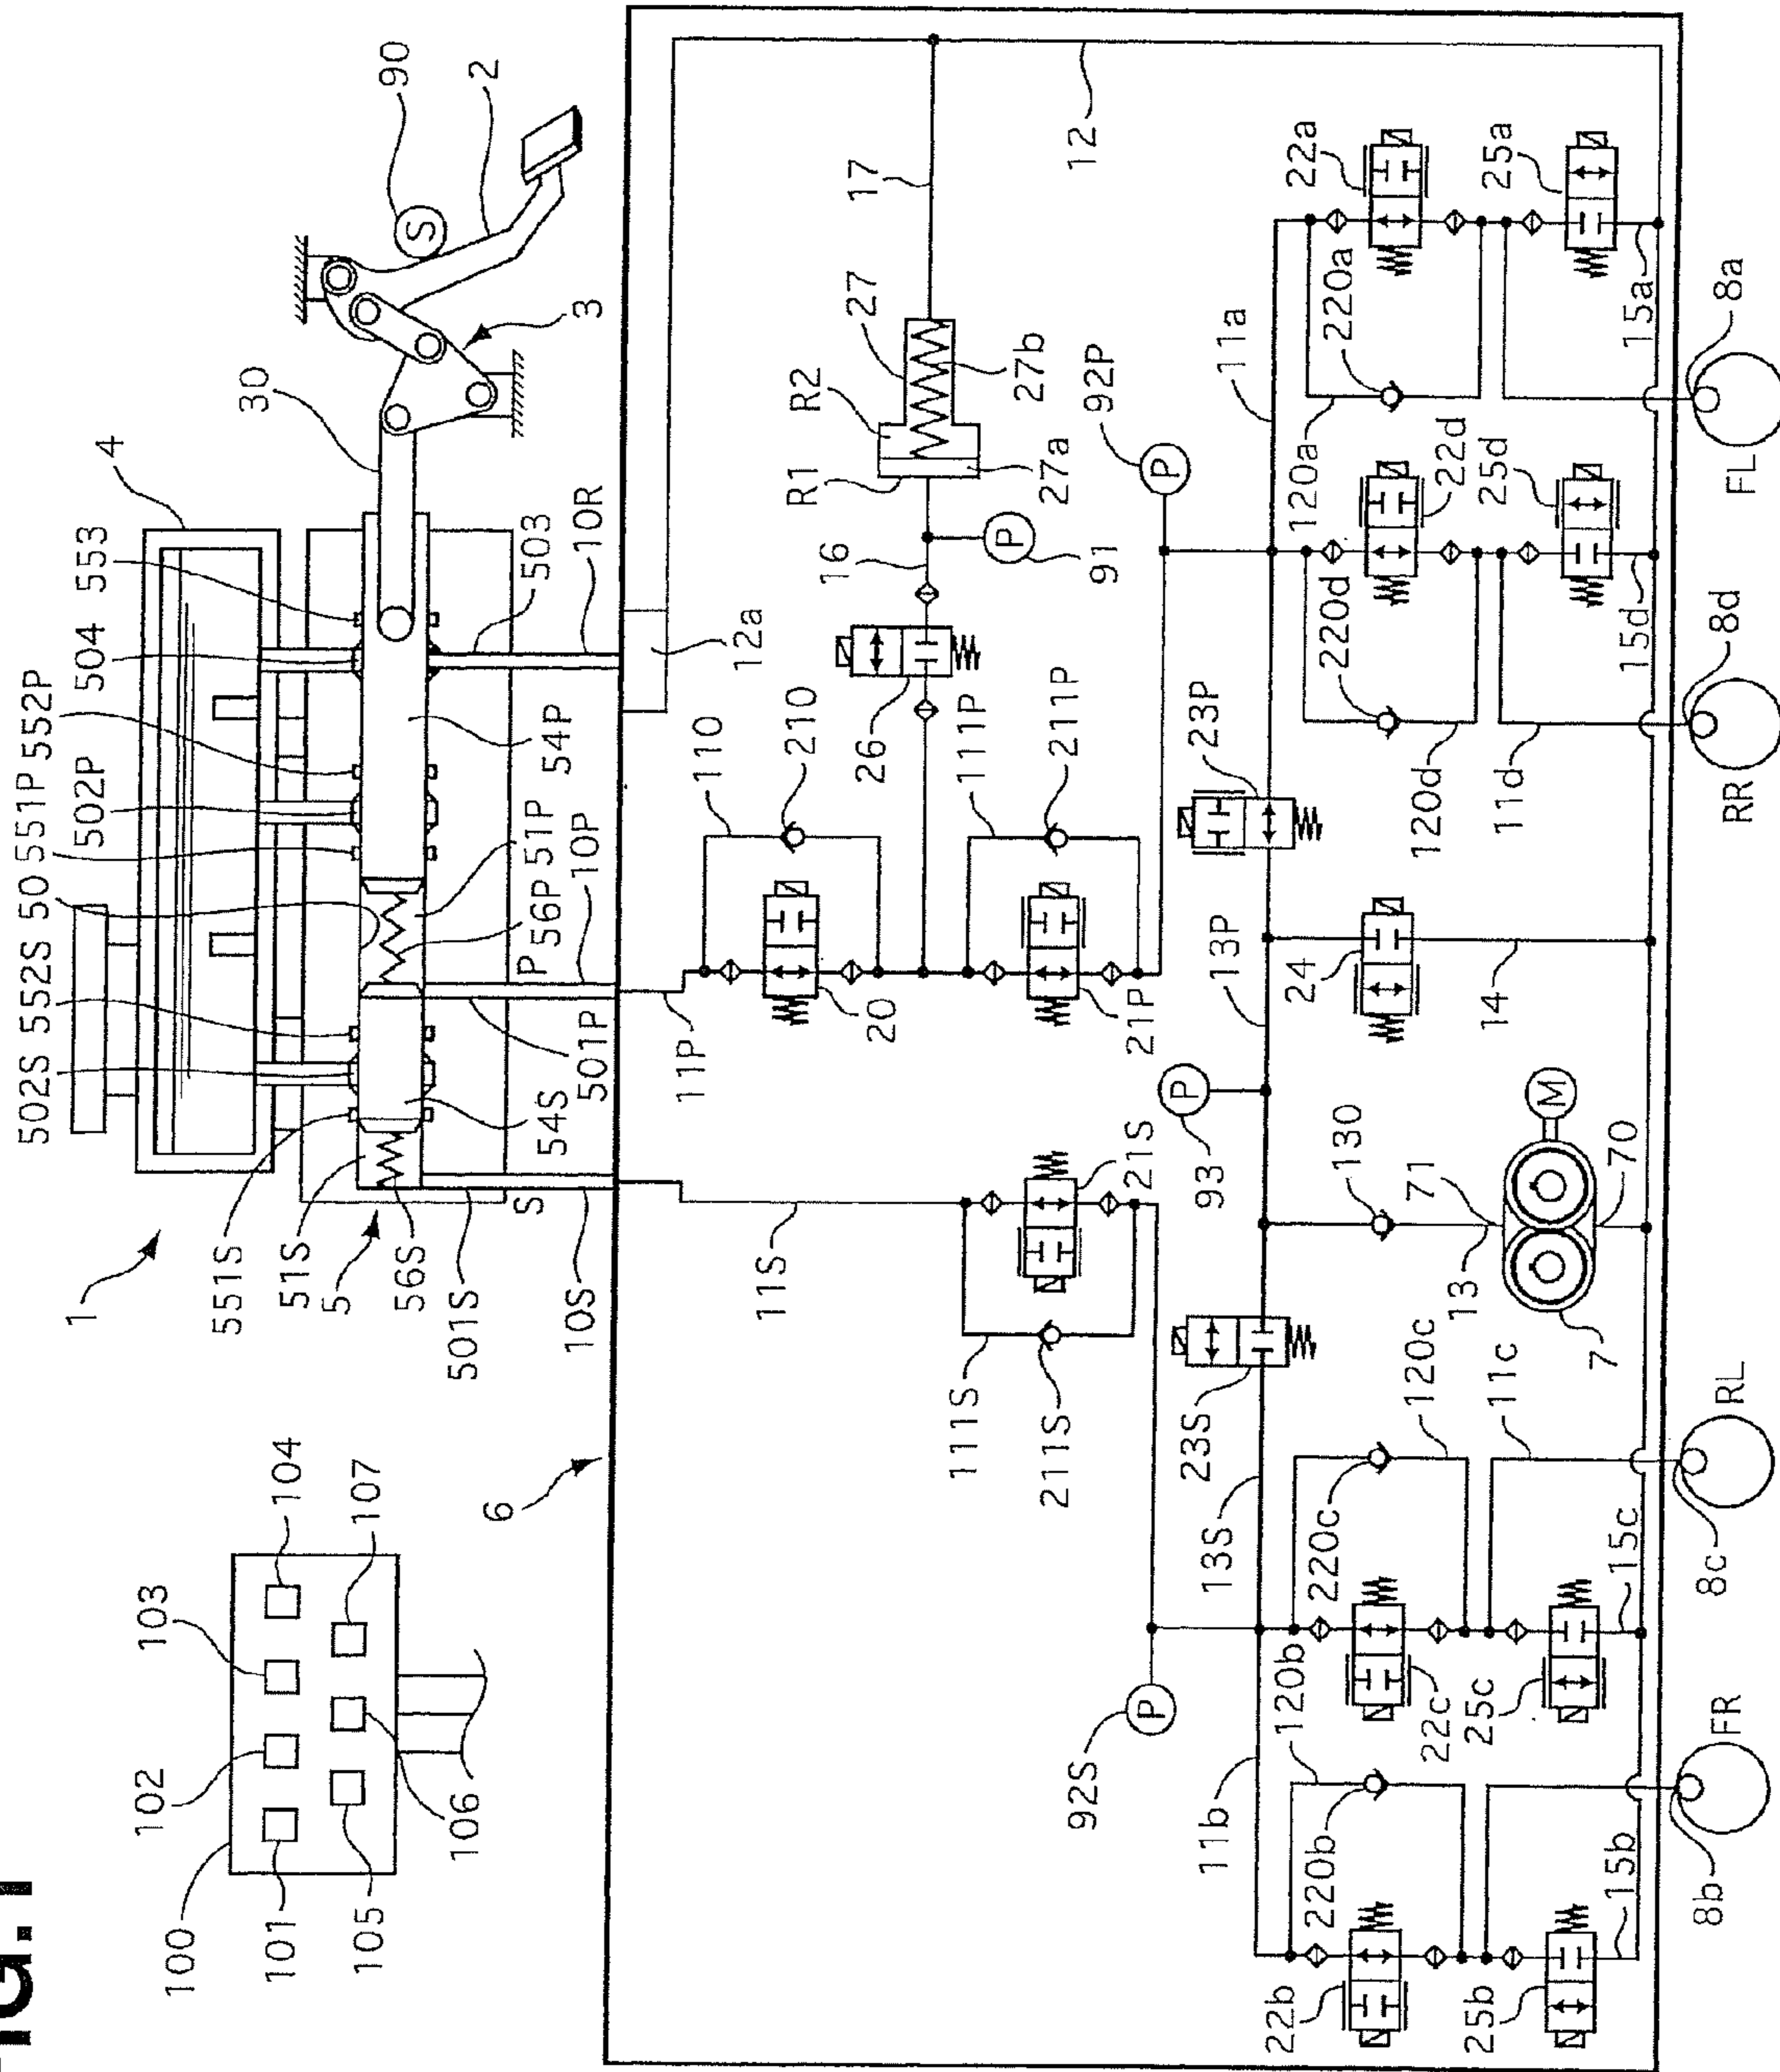 FIG.1
502S 552S 50 551P 502P 552P 504 553
1
4
90
100
102
103
104
551S
30
2
101
51S
107
5
105
106
56S
54S
56P
51P
54P
503
3
501S
S
501P
P
10P
10R
10S
6
11P
11S
110
210
12a
16
17
R1
R2
27
27a
27b
20
26
91
111S
211S
21S
111P
211P
21P
12
92S
93
92P
11b
13S
23S
13P
23P
11a
22b
220b
120b
22c
220c
120c
130
24
220d
120d
22d
220a
120a
22a
25b
25c
11c
13
71
M
14
11d
25d
25a
15b
15c
7
70
15d
15a
8b
FR
8c
RL
RR
8d
FL
8a
S
P
P
P
P